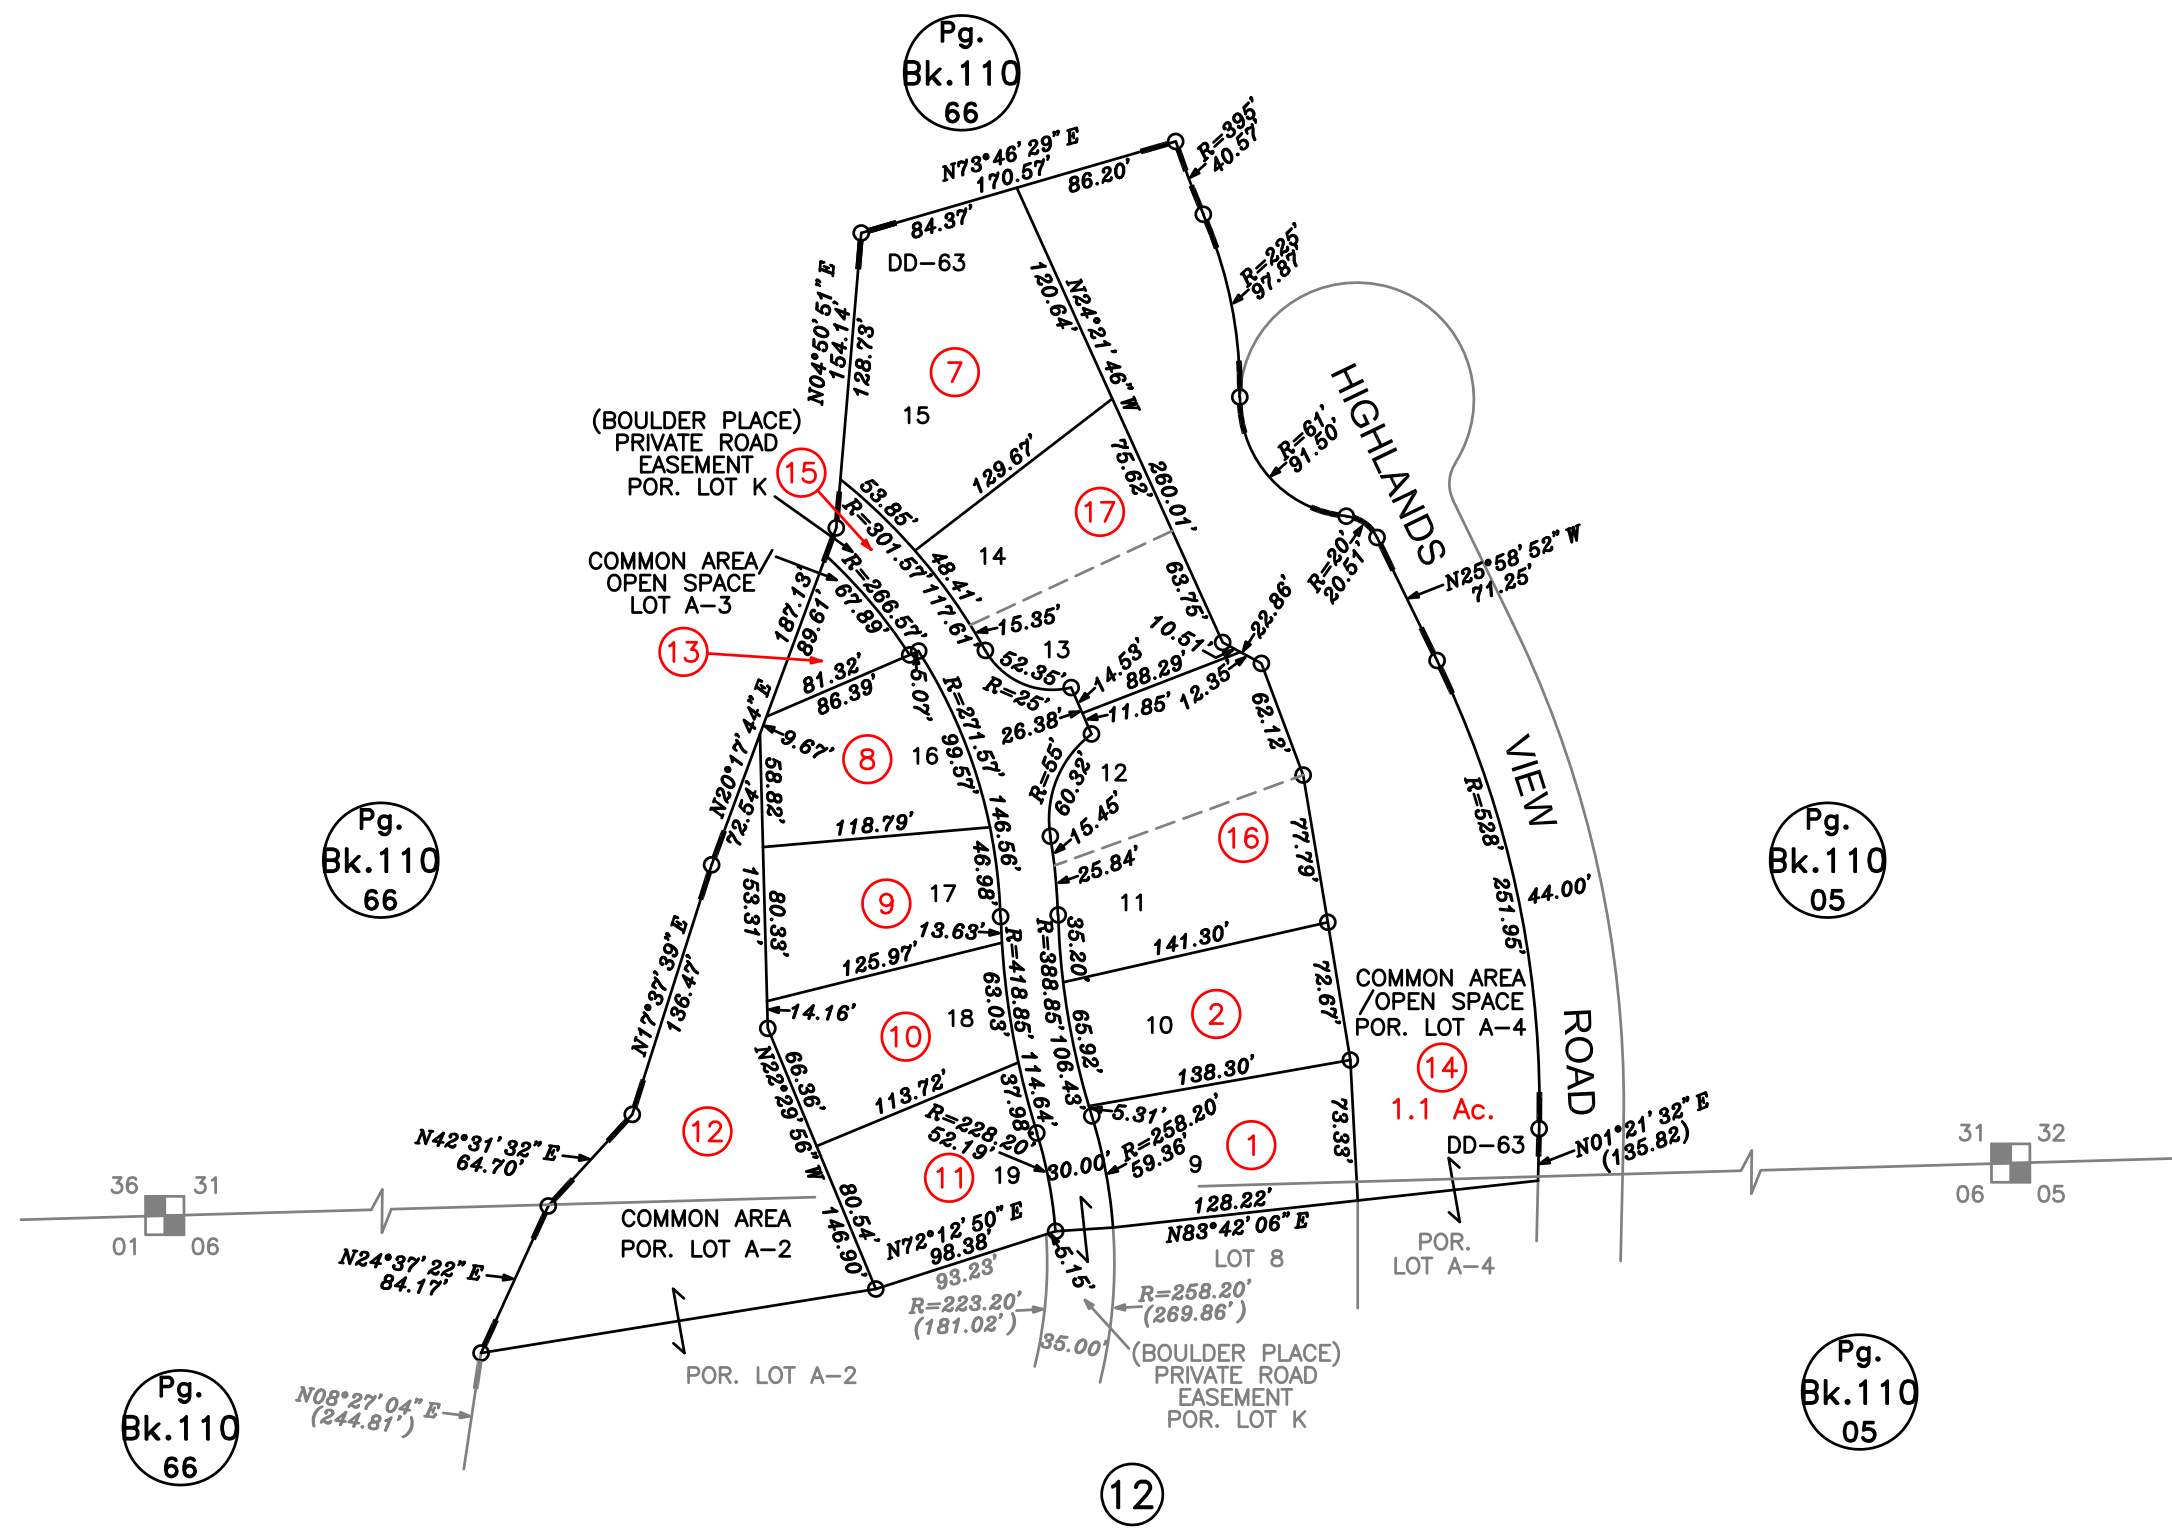 Pg.
Bk.110
66
N73°46'29"E
170.57'
86.20'
84.37'
DD-63
R=395'
40.57'
R=225'
97.87'
N04°50'51"E
154.14'
128.73'
120.64'
N24°21'46"W
7
15
(BOULDER PLACE)
PRIVATE ROAD
EASEMENT
POR. LOT K
15
129.67'
75.62'
260.01'
17
R=61'
91.50'
HIGHLANDS
53.85'
R=301.57'
48.41'
117.61'
14
COMMON AREA/
OPEN SPACE
LOT A-3
R=266.57'
67.89'
187.13'
89.61'
13
63.75'
R=20'
20.51'
N25°58'52"W
71.25'
15.35'
13
10.51'
22.86'
52.35'
R=25'
14.53'
88.29'
12.35'
26.38'
11.85'
62.12'
81.32'
86.39'
5.07'
N20°17'44"E
72.54'
9.67'
58.82'
8
16
R=271.57'
99.57'
146.56'
R=55'
60.32'
12
15.45'
VIEW
R=528'
251.95'
44.00'
118.79'
16
77.79'
25.84'
Pg.
Bk.110
66
Pg.
Bk.110
05
153.31'
80.33'
9
17
46.98'
13.63'
11
125.97'
14.16'
R=418.85'
63.03'
114.64'
37.98'
R=388.85'
35.20'
65.92'
106.43'
141.30'
72.67'
COMMON AREA
/OPEN SPACE
POR. LOT A-4
14
1.1 Ac.
DD-63
ROAD
N17°37'39"E
136.47'
10
18
10
2
138.30'
N22°29'56"W
66.36'
113.72'
R=228.20'
52.19'
5.31'
R=258.20'
59.36'
30.00'
73.33'
N01°21'32"E
(135.82)
N42°31'32"E
64.70'
12
11
19
9
1
36
31
01
06
31
32
06
05
COMMON AREA
POR. LOT A-2
80.54'
146.90'
N72°12'50"E
98.38'
93.23'
5.15'
128.22'
N83°42'06"E
LOT 8
POR.
LOT A-4
N24°37'22"E
84.17'
R=223.20'
(181.02')
R=258.20'
(269.86')
35.00'
(BOULDER PLACE)
PRIVATE ROAD
EASEMENT
POR. LOT K
POR. LOT A-2
N08°27'04"E
(244.81')
Pg.
Bk.110
66
Pg.
Bk.110
05
12